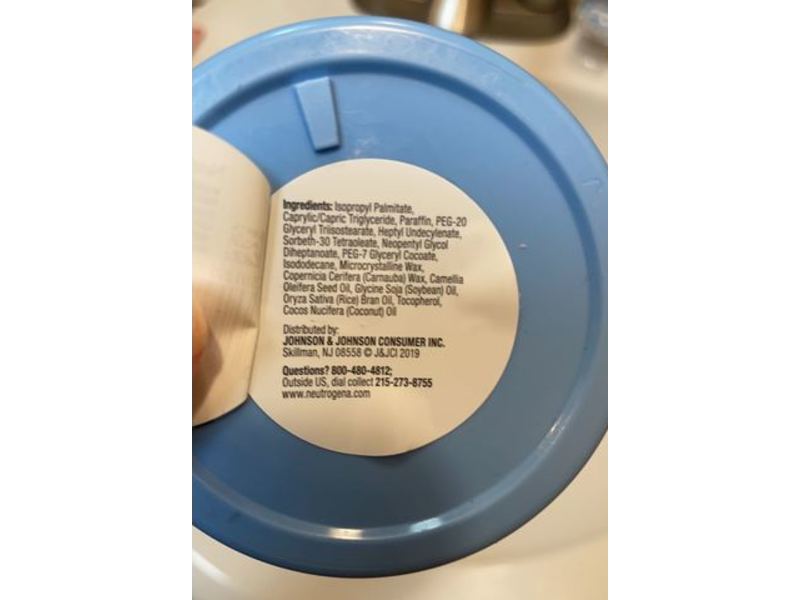 Ingredients: Isopropyl Palmitate,
Caprylic/Capric Triglyceride, Paraffin, PEG-20
Glyceryl Triisostearate, Heptyl Undecylenate,
Sorbeth-30 Tetraoleate, Neopentyl Glycol
Diheptanoate, PEG-7 Glyceryl Cocoate,
Isododecane, Microcrystalline Wax,
Copernicia Cerifera (Carnauba) Wax, Camellia
Oleifera Seed Oil, Glycine Soja (Soybean) Oil,
Oryza Sativa (Rice) Bran Oil, Tocopherol,
Cocos Nucifera (Coconut) Oil
Distributed by:
JOHNSON & JOHNSON CONSUMER INC.
Skillman, NJ 08558 © J&JCI 2019
Questions? 800-480-4812;
Outside US, dial collect 215-273-8755
www.neutrogena.com